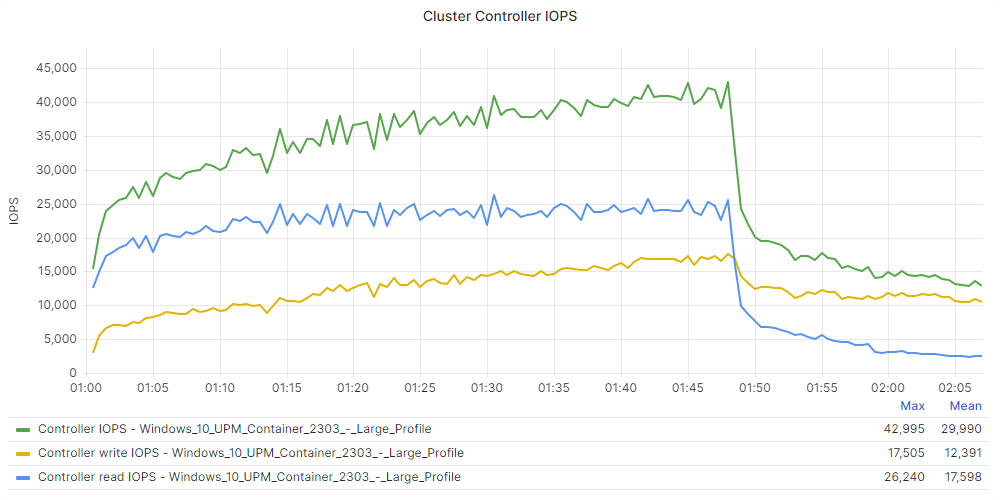 Cluster Controller IOPS
45,000
40,000
35,000
30,000
25,000
20,000
15,000
10,000
5,000
0
IOPS
01:00 01:05 01:10 01:15 01:20 01:25 01:30 01:35 01:40 01:45 01:50 01:55 02:00 02:05
Max Mean
Controller IOPS - Windows_10_UPM_Container_2303_-_Large_Profile 42,995 29,990
Controller write IOPS - Windows_10_UPM_Container_2303_-_Large_Profile 17,505 12,391
Controller read IOPS - Windows_10_UPM_Container_2303_-_Large_Profile 26,240 17,598